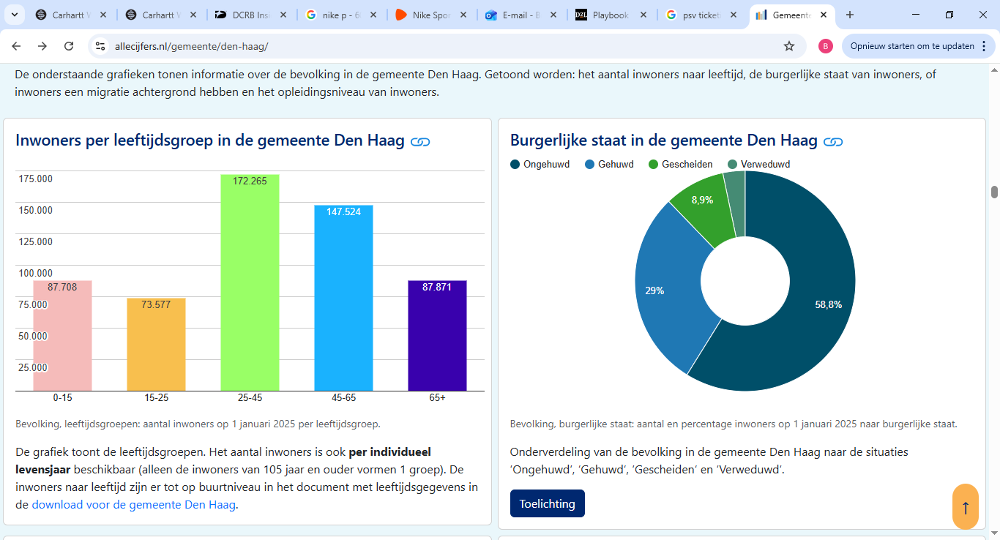 Carhartt W
Carhartt W
DCRB Insi
nike p - G
Nike Spor
E-mail - B
D2L
Playbook
psv ticket
Gemeente
allecijfers.nl/gemeente/den-haag/
B
Opnieuw starten om te updaten
De onderstaande grafieken tonen informatie over de bevolking in de gemeente Den Haag. Getoond worden: het aantal inwoners naar leeftijd, de burgerlijke staat van inwoners, of
inwoners een migratie achtergrond hebben en het opleidingsniveau van inwoners.
Inwoners per leeftijdsgroep in de gemeente Den Haag
175.000
150.000
125.000
100.000
75.000
50.000
25.000
87.708
73.577
172.265
147.524
87.871
0-15
15-25
25-45
45-65
65+
Bevolking, leeftijdsgroepen: aantal inwoners op 1 januari 2025 per leeftijdsgroep.
De grafiek toont de leeftijdsgroepen. Het aantal inwoners is ook per individueel
levensjaar beschikbaar (alleen de inwoners van 105 jaar en ouder vormen 1 groep). De
inwoners naar leeftijd zijn er tot op buurtniveau in het document met leeftijdsgegevens in
de download voor de gemeente Den Haag.
Burgerlijke staat in de gemeente Den Haag
Ongehuwd
Gehuwd
Gescheiden
Verweduwd
8,9%
29%
58,8%
Bevolking, burgerlijke staat: aantal en percentage inwoners op 1 januari 2025 naar burgerlijke staat.
Onderverdeling van de bevolking in de gemeente Den Haag naar de situaties
‘Ongehuwd’, ‘Gehuwd’, ‘Gescheiden’ en ‘Verweduwd’.
Toelichting
↑